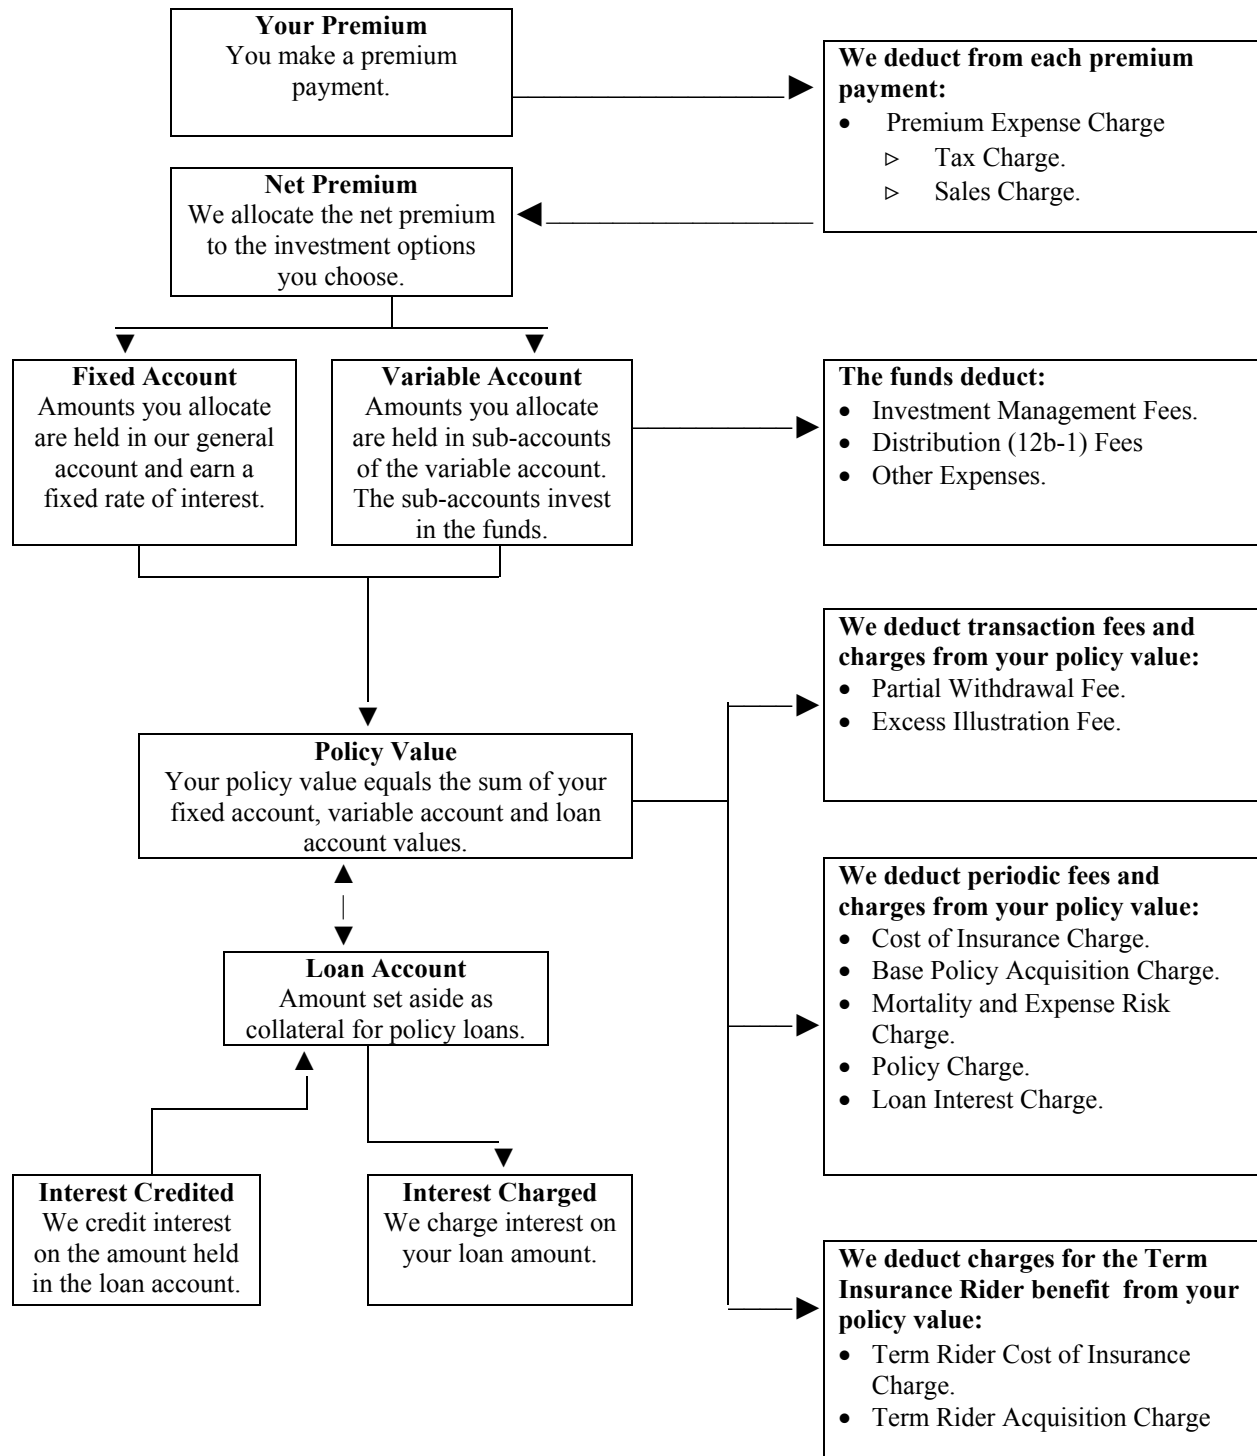 Your Premium
You make a premium
payment.
We deduct from each premium
payment:
• Premium Expense Charge
▹ Tax Charge.
▹ Sales Charge.
Net Premium
We allocate the net premium
to the investment options
you choose.
Fixed Account
Amounts you allocate
are held in our general
account and earn a
fixed rate of interest.
Variable Account
Amounts you allocate
are held in sub-accounts
of the variable account.
The sub-accounts invest
in the funds.
The funds deduct:
• Investment Management Fees.
• Distribution (12b-1) Fees
• Other Expenses.
We deduct transaction fees and
charges from your policy value:
• Partial Withdrawal Fee.
• Excess Illustration Fee.
Policy Value
Your policy value equals the sum of your
fixed account, variable account and loan
account values.
We deduct periodic fees and
charges from your policy value:
• Cost of Insurance Charge.
• Base Policy Acquisition Charge.
• Mortality and Expense Risk
Charge.
• Policy Charge.
• Loan Interest Charge.
Loan Account
Amount set aside as
collateral for policy loans.
Interest Credited
We credit interest
on the amount held
in the loan account.
Interest Charged
We charge interest on
your loan amount.
We deduct charges for the Term
Insurance Rider benefit from your
policy value:
• Term Rider Cost of Insurance
Charge.
• Term Rider Acquisition Charge